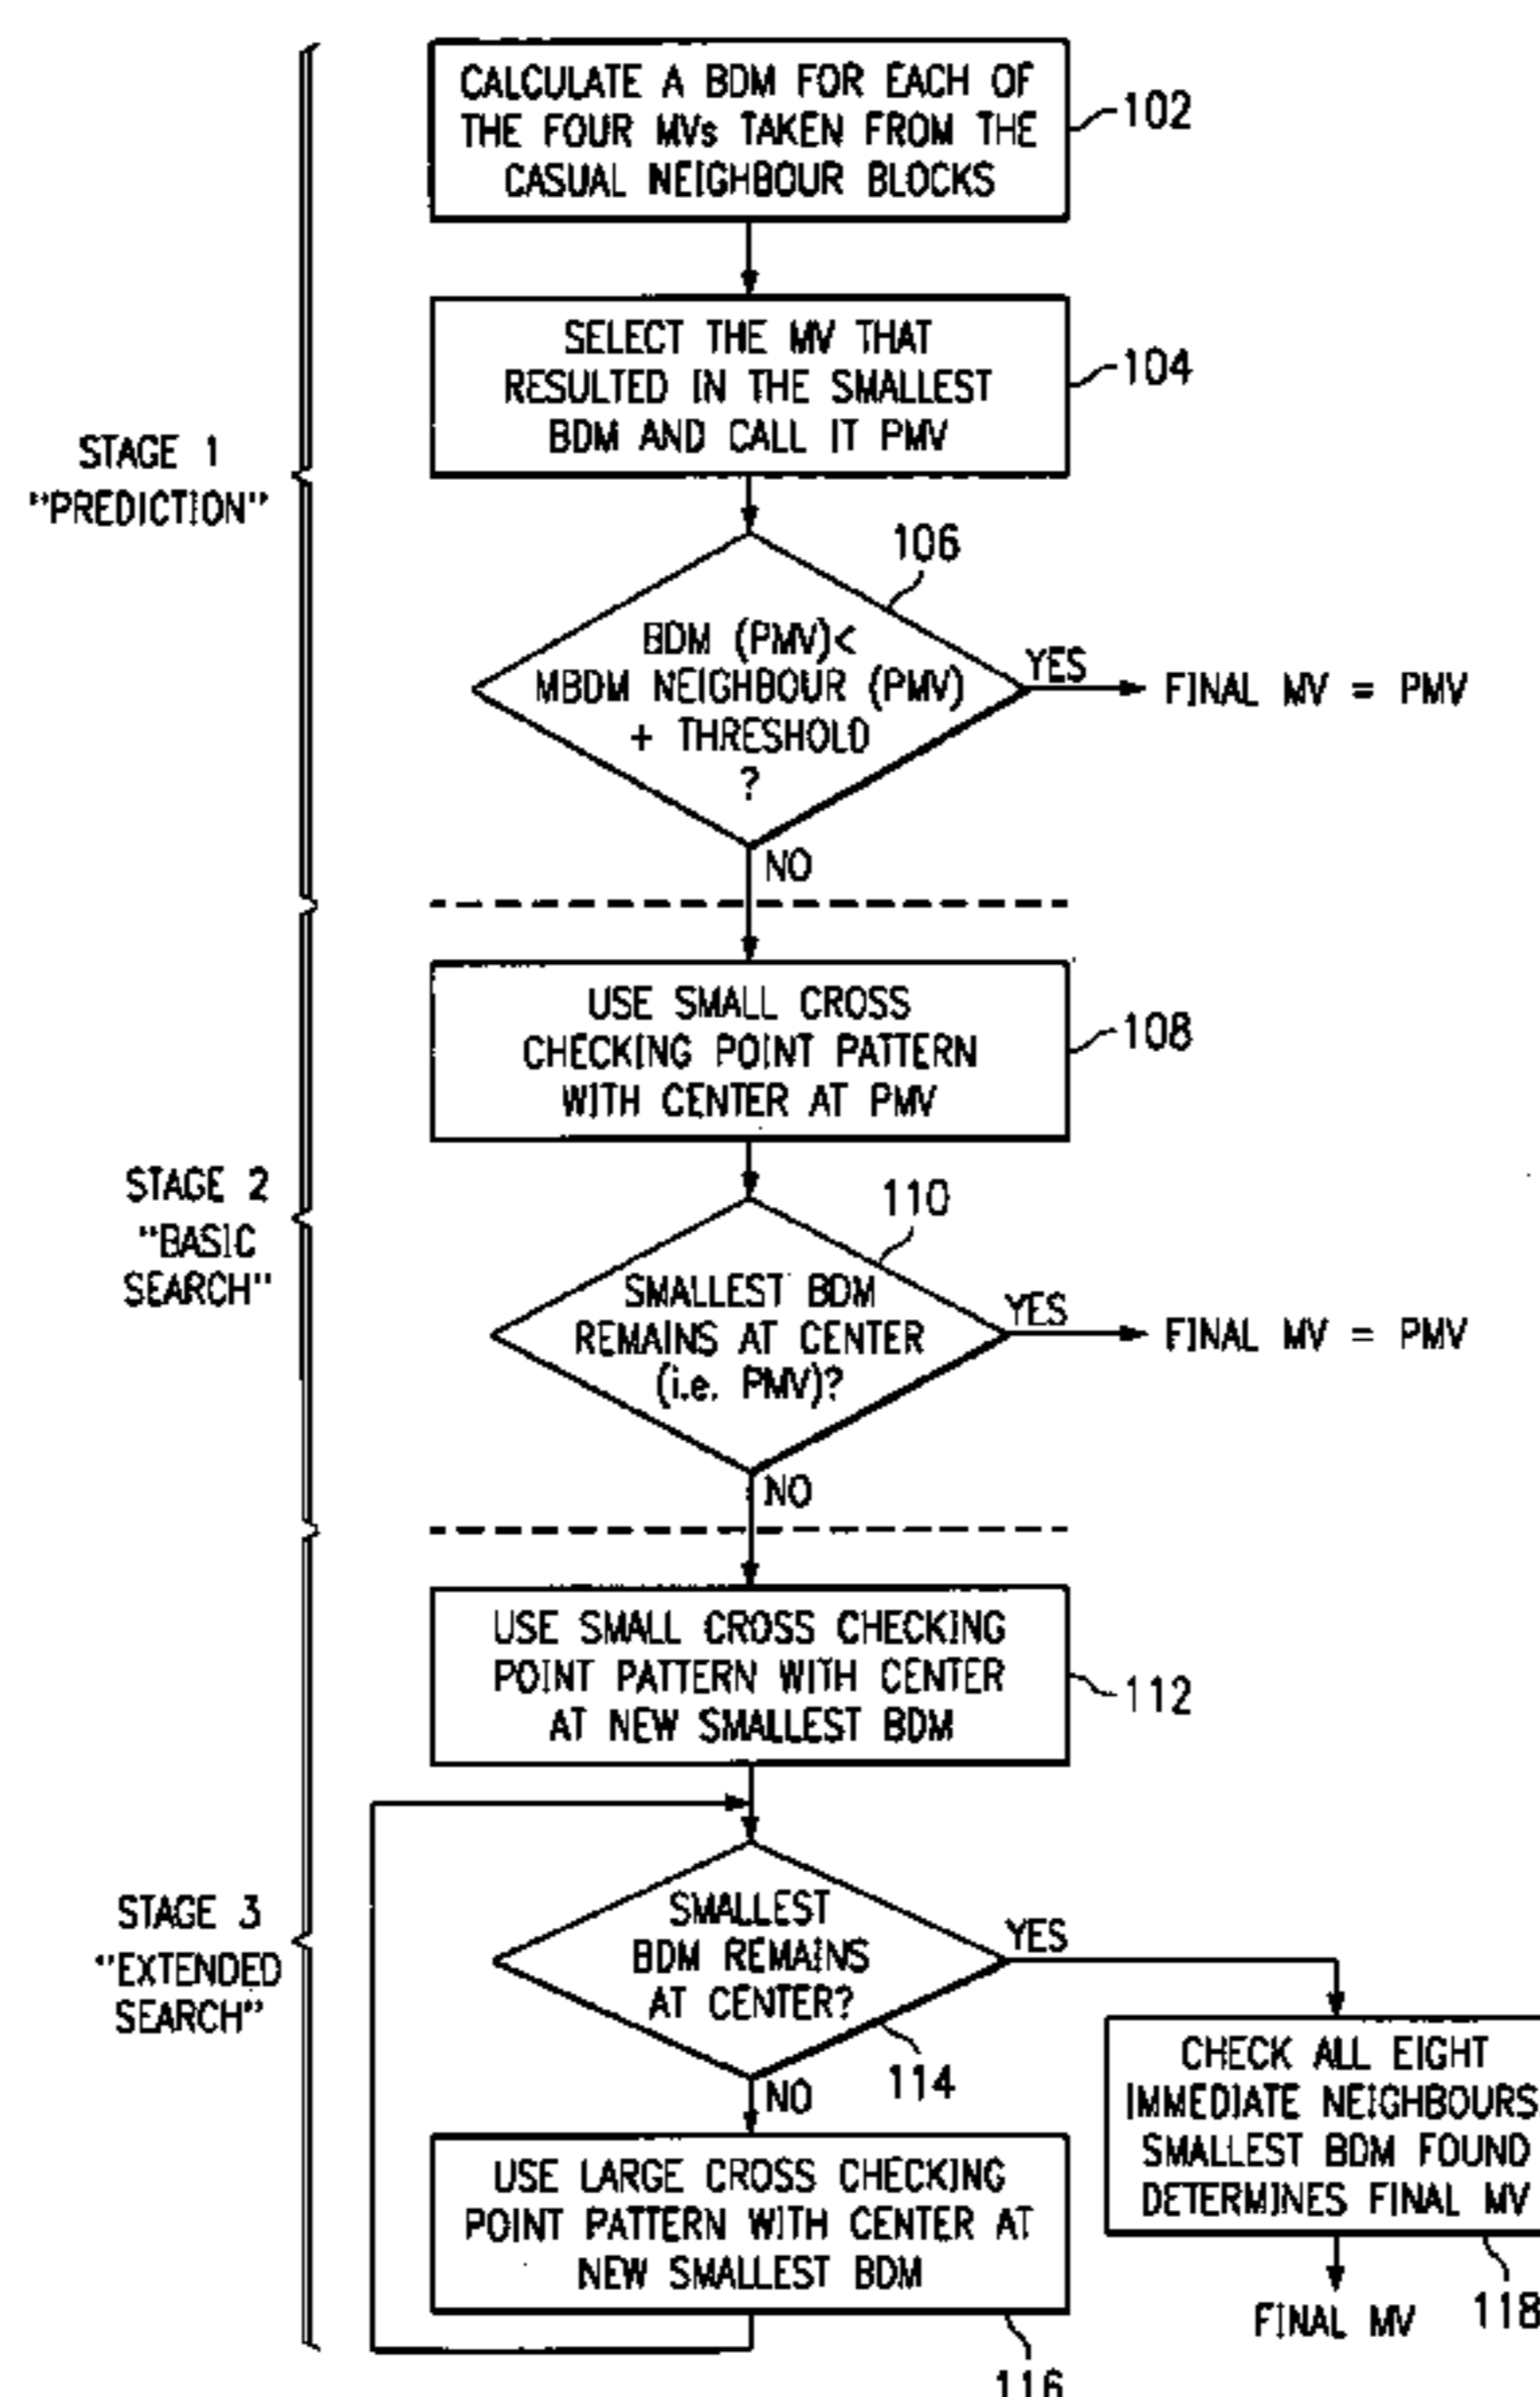 CALCULATE A BDM FOR EACH OF
THE FOUR MVs TAKEN FROM THE
CASUAL NEIGHBOUR BLOCKS
102
SELECT THE MV THAT
RESULTED IN THE SMALLEST
BDM AND CALL IT PMV
104
STAGE 1
"PREDICTION"
106
BDM (PMV)<
MBDM NEIGHBOUR (PMV)
+ THRESHOLD
?
YES
FINAL MV = PMV
NO
USE SMALL CROSS
CHECKING POINT PATTERN
WITH CENTER AT PMV
108
STAGE 2
"BASIC
SEARCH"
110
SMALLEST BDM
REMAINS AT CENTER
(i.e. PMV)?
YES
FINAL MV = PMV
NO
USE SMALL CROSS CHECKING
POINT PATTERN WITH CENTER
AT NEW SMALLEST BDM
112
STAGE 3
"EXTENDED
SEARCH"
SMALLEST
BDM REMAINS
AT CENTER?
YES
114
NO
CHECK ALL EIGHT
IMMEDIATE NEIGHBOURS
SMALLEST BDM FOUND
DETERMINES FINAL MV
118
FINAL MV
USE LARGE CROSS CHECKING
POINT PATTERN WITH CENTER AT
NEW SMALLEST BDM
116